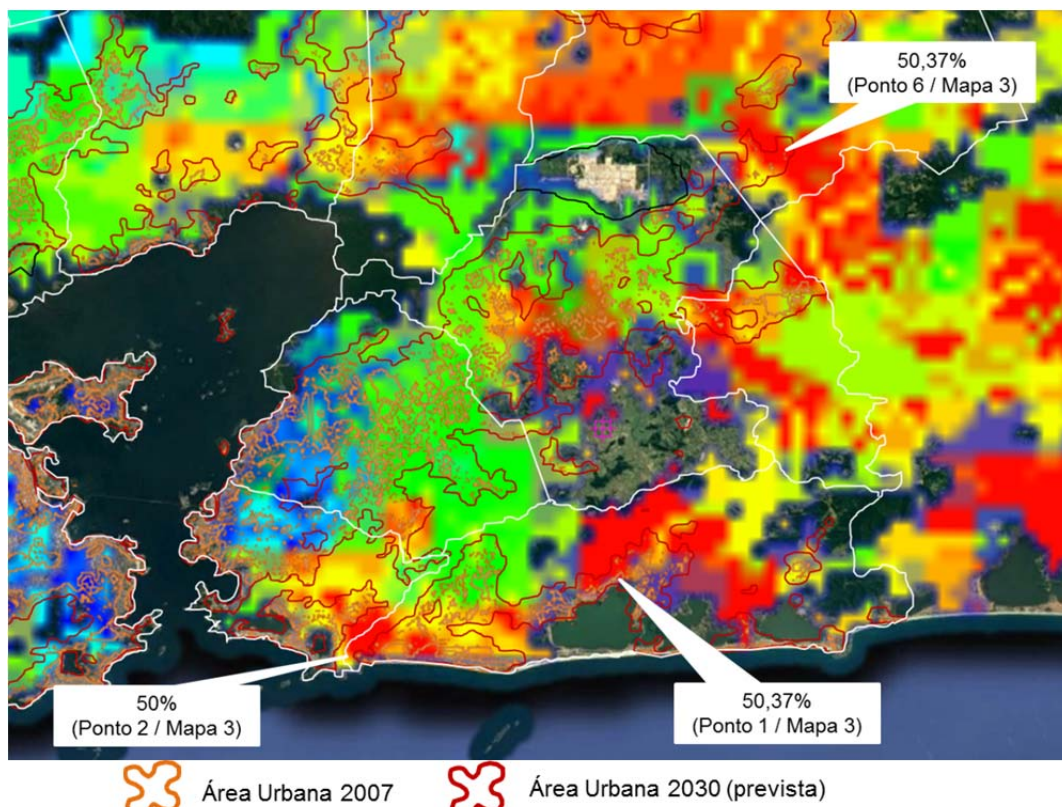 50,37%
(Ponto 6 / Mapa 3)
50%
(Ponto 2 / Mapa 3)
50,37%
(Ponto 1 / Mapa 3)
Área Urbana 2007
Área Urbana 2030 (prevista)